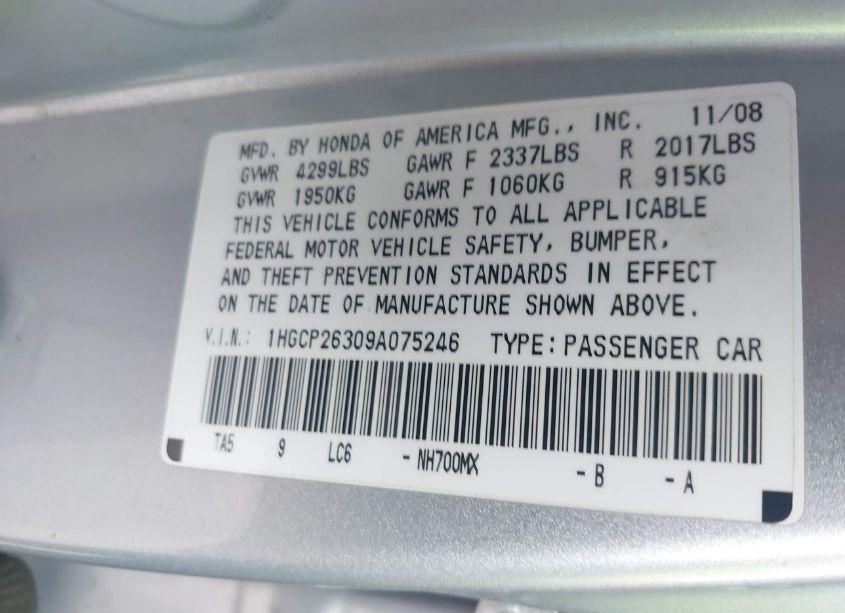 MFD. BY HONDA OF AMERICA MFG., INC. 11/08
GVWR 4299LBS GAWR F 2337LBS R 2017LBS
GVWR 1950KG GAWR F 1060KG R 915KG
THIS VEHICLE CONFORMS TO ALL APPLICABLE
FEDERAL MOTOR VEHICLE SAFETY, BUMPER,
AND THEFT PREVENTION STANDARDS IN EFFECT
ON THE DATE OF MANUFACTURE SHOWN ABOVE.
V.I.N.: 1HGCP26309A075246 TYPE: PASSENGER CAR
TA5 9 LC6 - NH700MX - B - A